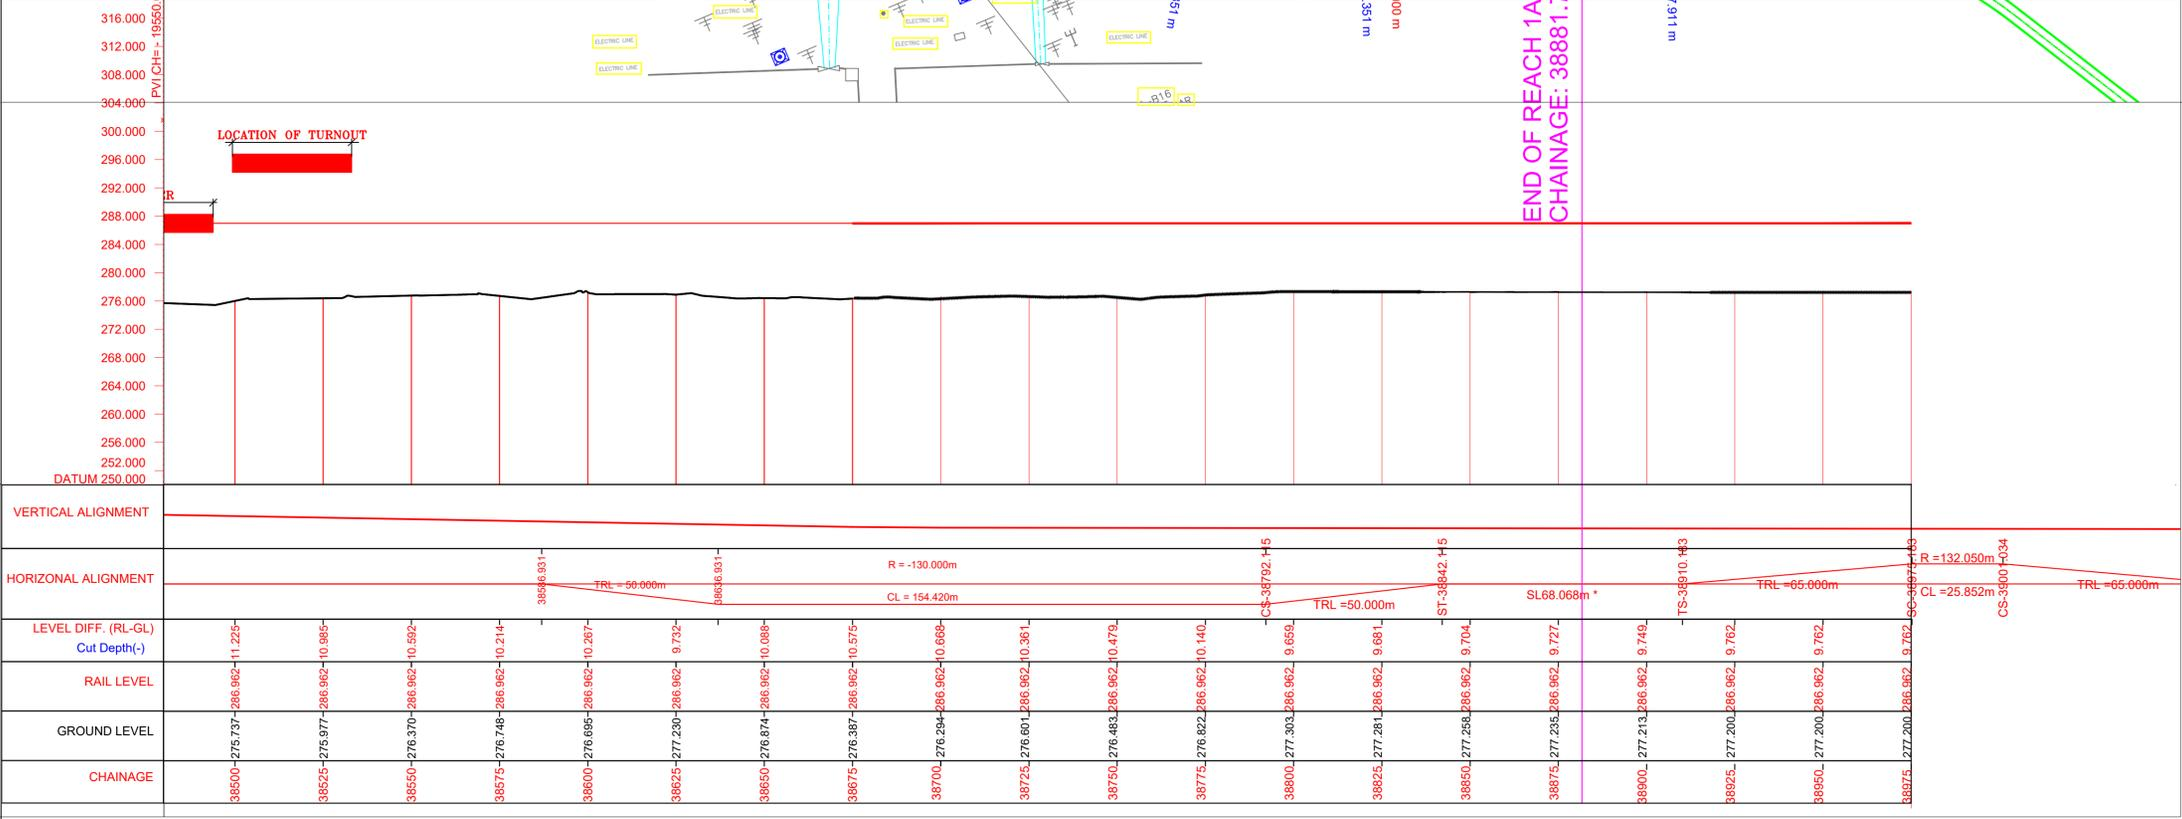 316.000
312.000
308.000
304.000
300.000
296.000
292.000
288.000
284.000
280.000
276.000
272.000
268.000
264.000
260.000
256.000
252.000
DATUM 250.000
PVI CH=:- 19550.
ELECTRIC LINE
ELECTRIC LINE
ELECTRIC LINE
ELECTRIC LINE
ELECTRIC LINE
ELECTRIC LINE
B16
AR
351 m
000 m
7.911 m
END OF REACH 1A
CHAINAGE: 38881.
LOCATION OF TURNOUT
ER
VERTICAL ALIGNMENT
HORIZONAL ALIGNMENT
38586.931
TRL = 50.000m
38636.931
R = -130.000m
CL = 154.420m
CS-38792.115
TRL =50.000m
ST-38842.115
SL68.068m *
TS-38910.183
TRL =65.000m
SC-38975.183
R =132.050m
CL =25.852m
CS-39001.034
TRL =65.000m
LEVEL DIFF. (RL-GL)
Cut Depth(-)
11.225 10.985 10.592 10.214 10.267 9.732 10.088 10.575 10.668 10.361 10.479 10.140 9.659 9.681 9.704 9.727 9.749 9.762 9.762 9.762
RAIL LEVEL
286.962 286.962 286.962 286.962 286.962 286.962 286.962 286.962 286.962 286.962 286.962 286.962 286.962 286.962 286.962 286.962 286.962 286.962 286.962 286.962
GROUND LEVEL
275.737 275.977 276.370 276.748 276.695 277.230 276.874 276.387 276.294 276.601 276.483 276.822 277.303 277.281 277.258 277.235 277.213 277.200 277.200 277.200
CHAINAGE
38500 38525 38550 38575 38600 38625 38650 38675 38700 38725 38750 38775 38800 38825 38850 38875 38900 38925 38950 38975